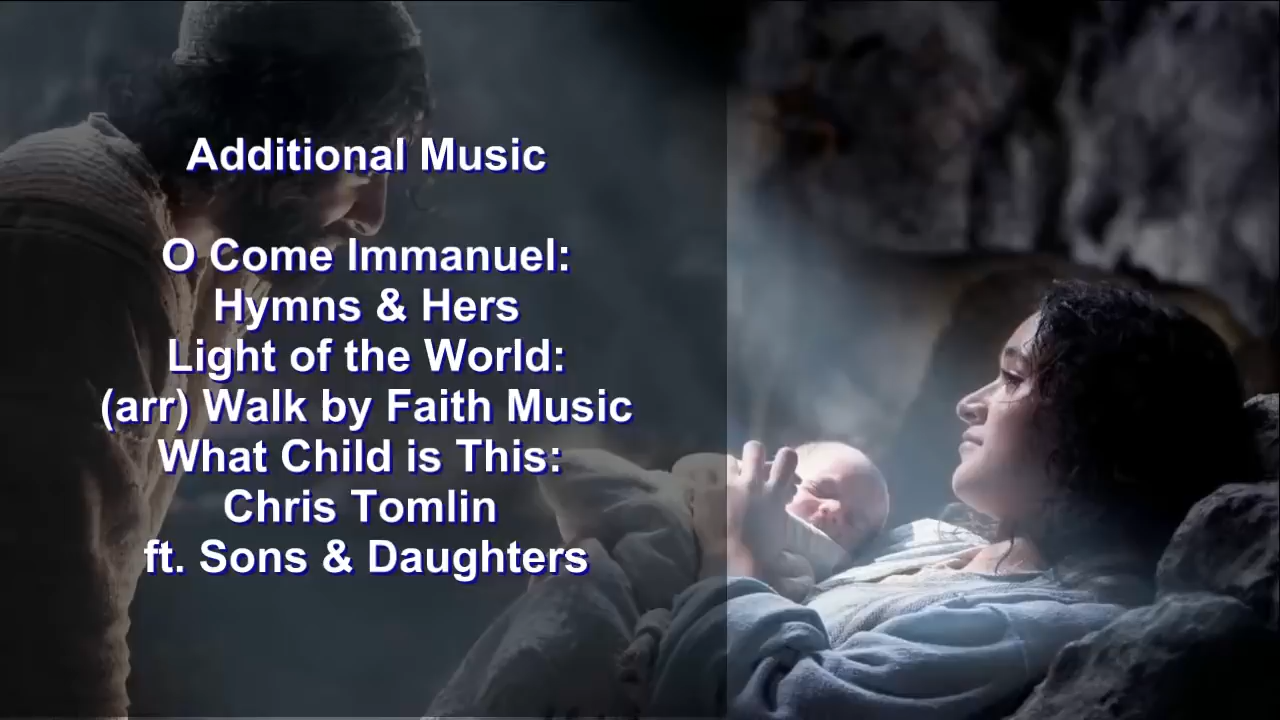 Additional Music
O Come Immanuel:
Hymns & Hers
Light of the World:
(arr) Walk by Faith Music
What Child is This:
Chris Tomlin
ft. Sons & Daughters